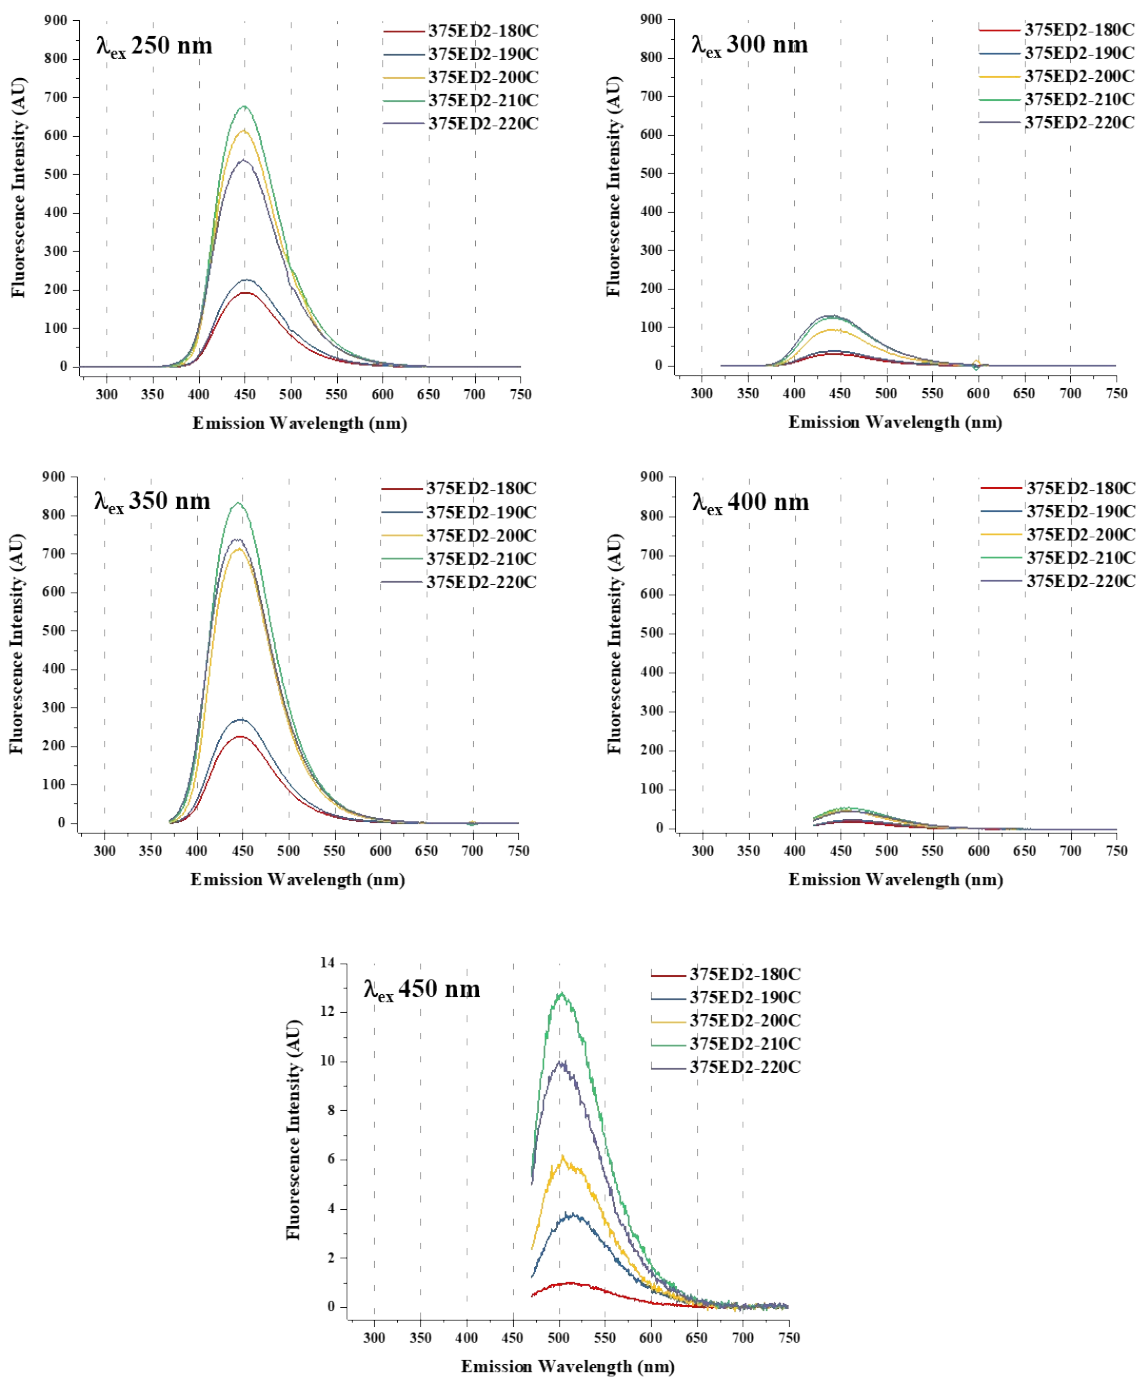 λex 250 nm
375ED2-180C
375ED2-190C
375ED2-200C
375ED2-210C
375ED2-220C
Fluorescence Intensity (AU)
900
800
700
600
500
400
300
200
100
0
300 350 400 450 500 550 600 650 700 750
Emission Wavelength (nm)
λex 300 nm
375ED2-180C
375ED2-190C
375ED2-200C
375ED2-210C
375ED2-220C
Fluorescence Intensity (AU)
900
800
700
600
500
400
300
200
100
0
300 350 400 450 500 550 600 650 700 750
Emission Wavelength (nm)
λex 350 nm
375ED2-180C
375ED2-190C
375ED2-200C
375ED2-210C
375ED2-220C
Fluorescence Intensity (AU)
900
800
700
600
500
400
300
200
100
0
300 350 400 450 500 550 600 650 700 750
Emission Wavelength (nm)
λex 400 nm
375ED2-180C
375ED2-190C
375ED2-200C
375ED2-210C
375ED2-220C
Fluorescence Intensity (AU)
900
800
700
600
500
400
300
200
100
0
300 350 400 450 500 550 600 650 700 750
Emission Wavelength (nm)
λex 450 nm
375ED2-180C
375ED2-190C
375ED2-200C
375ED2-210C
375ED2-220C
Fluorescence Intensity (AU)
14
12
10
8
6
4
2
0
300 350 400 450 500 550 600 650 700 750
Emission Wavelength (nm)